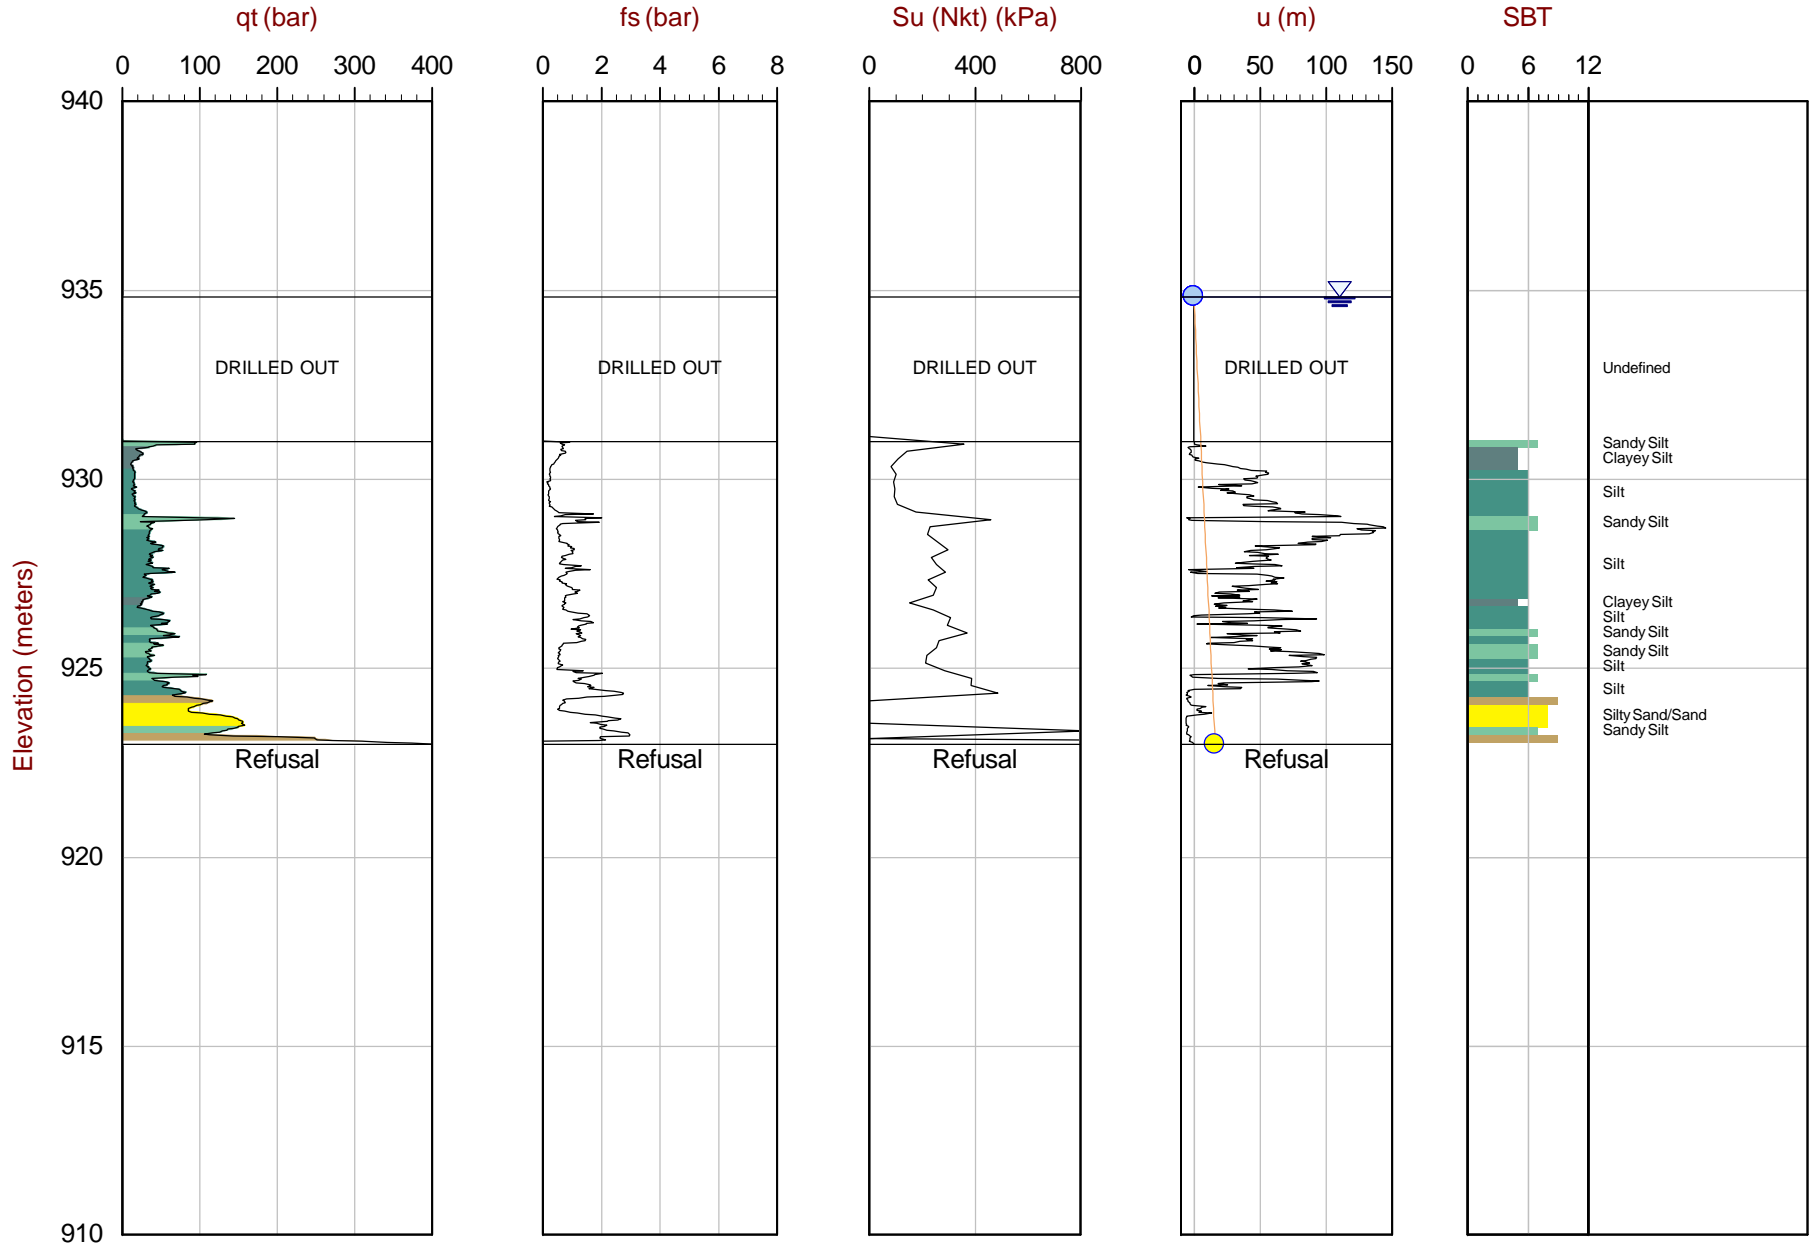 qt (bar) fs (bar) Su (Nkt) (kPa) u (m) SBT
0 100 200 300 400 0 2 4 6 8 0 400 800 0 50 100 150 0 6 12
940
935
DRILLED OUT DRILLED OUT DRILLED OUT DRILLED OUT Undefined
Sandy Silt
Clayey Silt
930
Silt
Sandy Silt
Silt
Elevation (meters)
Clayey Silt
Silt
Sandy Silt
Sandy Silt
925
Silt
Silt
Silty Sand/Sand
Sandy Silt
Refusal Refusal Refusal Refusal
920
915
910